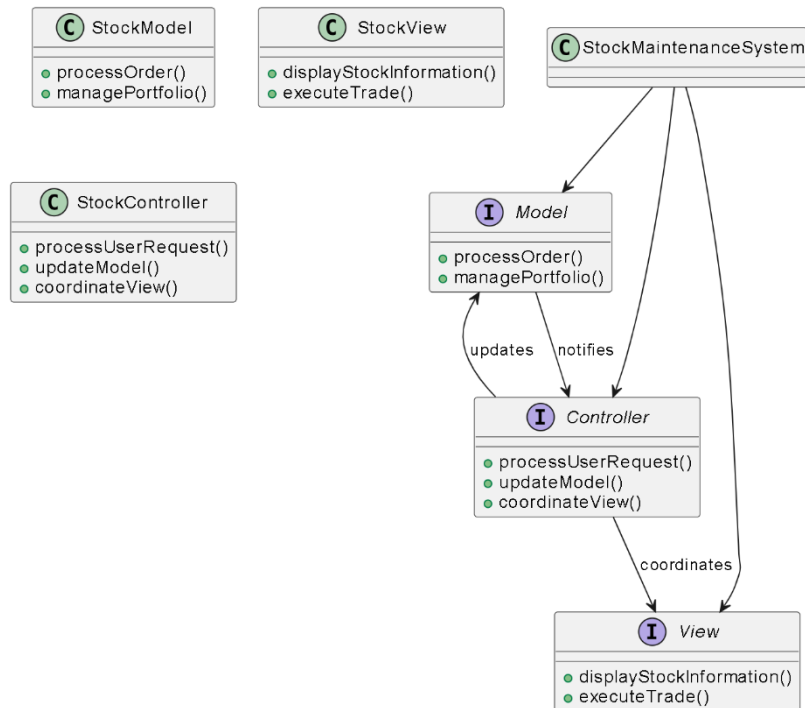 C StockModel
processOrder()
managePortfolio()
C StockView
displayStockInformation()
executeTrade()
C StockMaintenanceSystem
C StockController
processUserRequest()
updateModel()
coordinateView()
I Model
processOrder()
managePortfolio()
updates
notifies
I Controller
processUserRequest()
updateModel()
coordinateView()
coordinates
I View
displayStockInformation()
executeTrade()